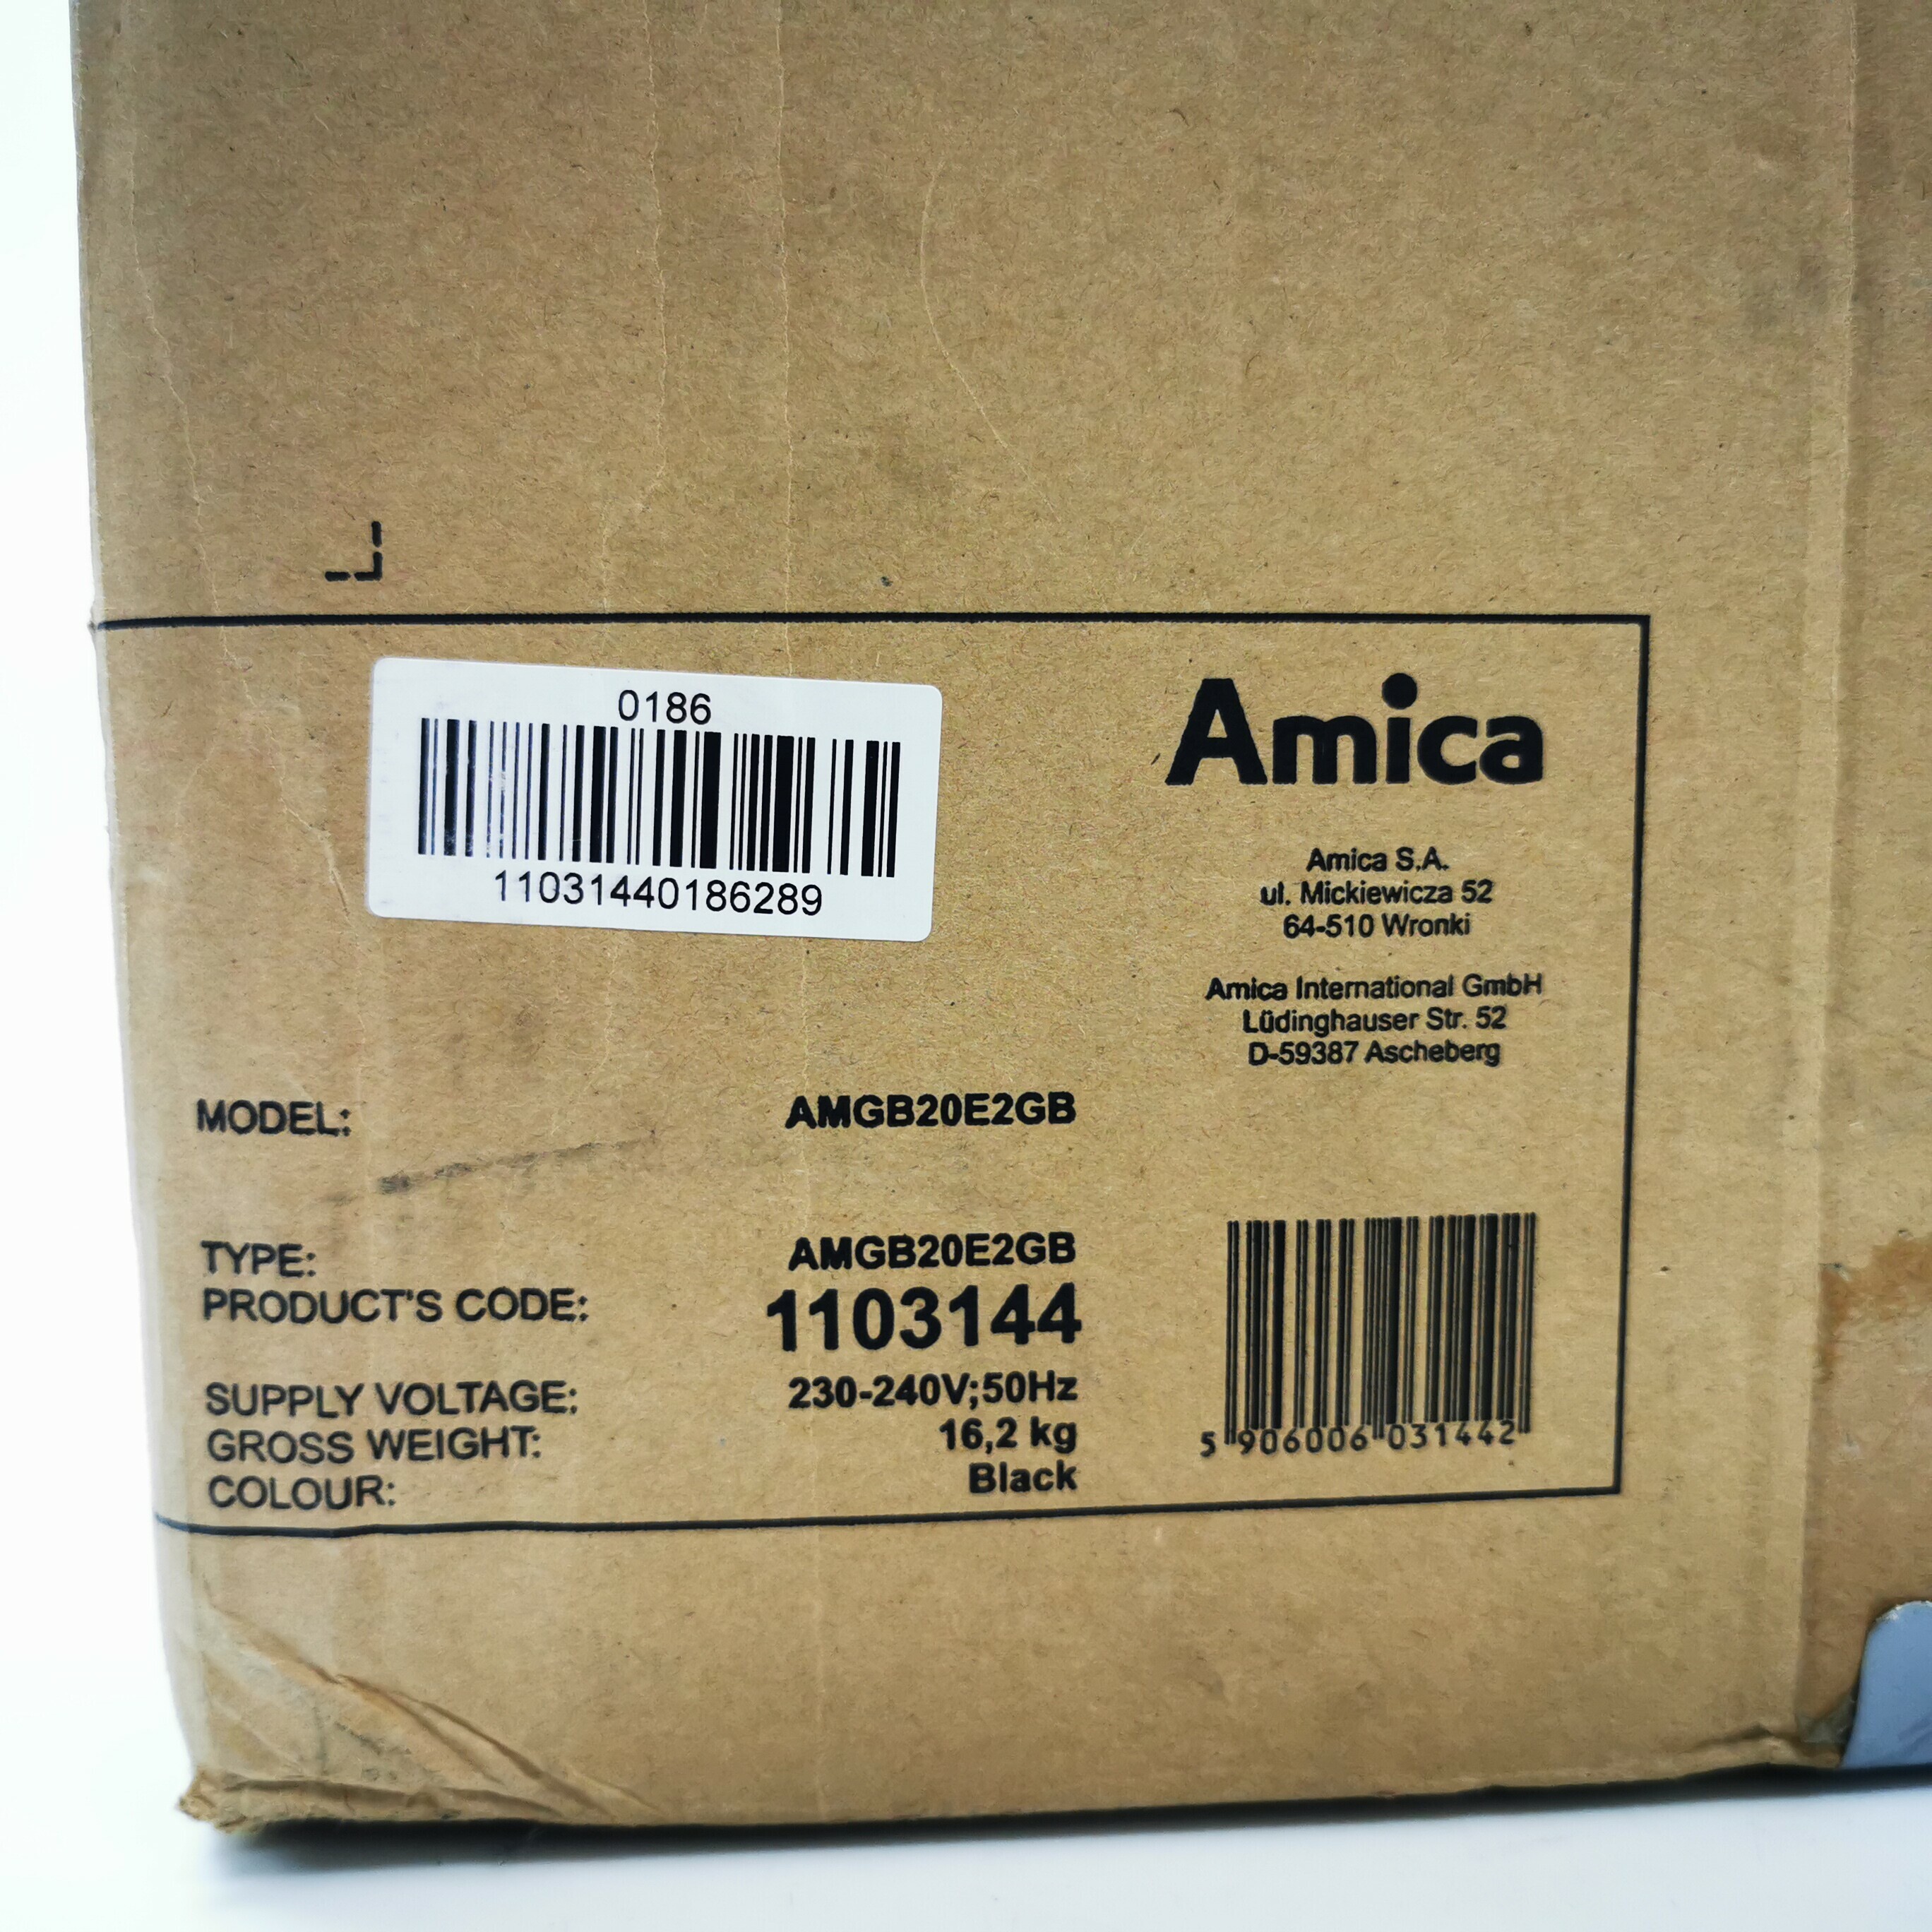 0186
11031440186289
Amica
Amica S.A.
ul. Mickiewicza 52
64-510 Wronki
Amica International GmbH
Lüdinghauser Str. 52
D-59387 Ascheberg
MODEL: AMGB20E2GB
TYPE: AMGB20E2GB
PRODUCT'S CODE: 1103144
SUPPLY VOLTAGE: 230-240V;50Hz
GROSS WEIGHT: 16,2 kg
COLOUR: Black
5 906006 031442